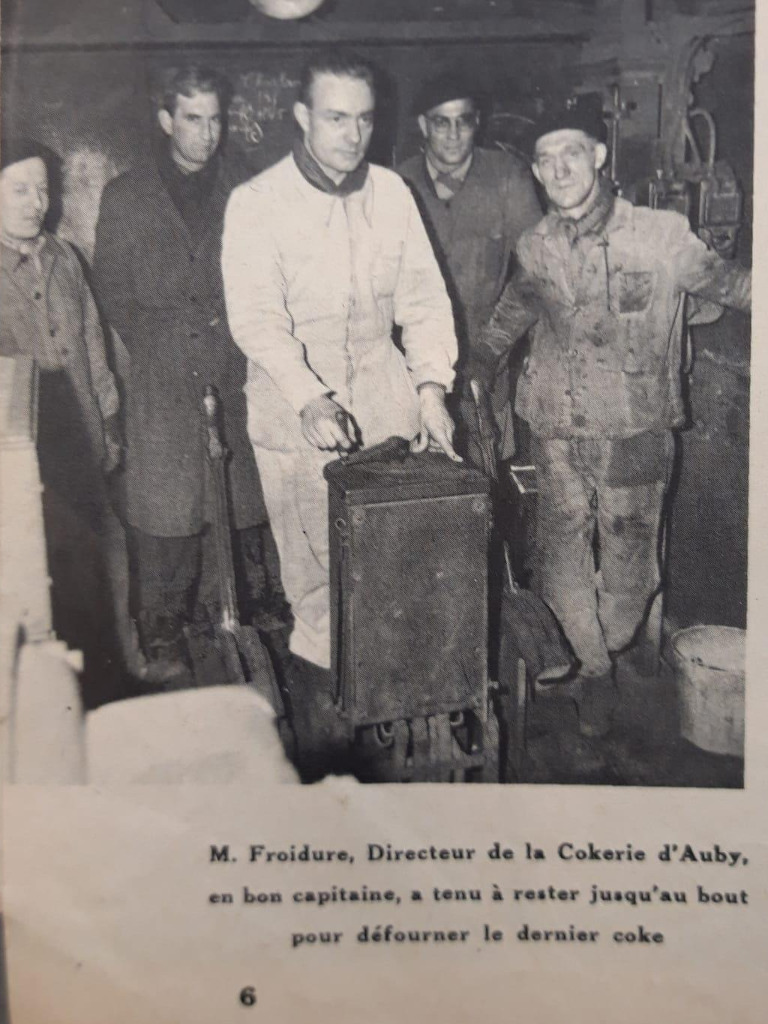 M. Froidure, Directeur de la Cokerie d'Auby,
en bon capitaine, a tenu à rester jusqu'au bout
pour défourner le dernier coke
6